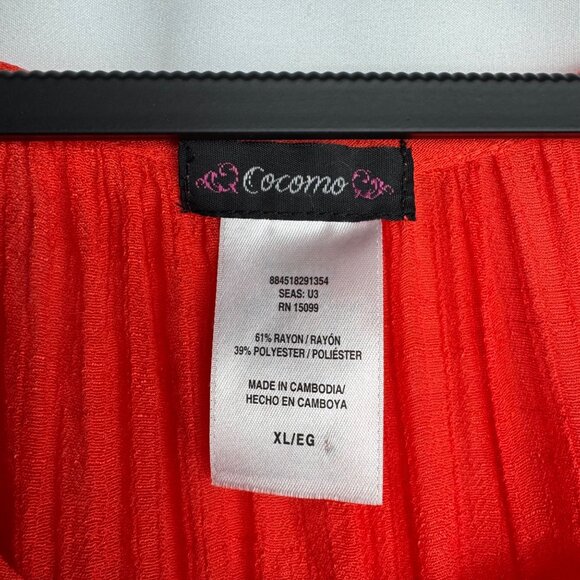 Cocomo
884518291354
SEAS: U3
RN 15099
61% RAYON / RAYÓN
39% POLYESTER / POLIÉSTER
MADE IN CAMBODIA/
HECHO EN CAMBOYA
XL/EG